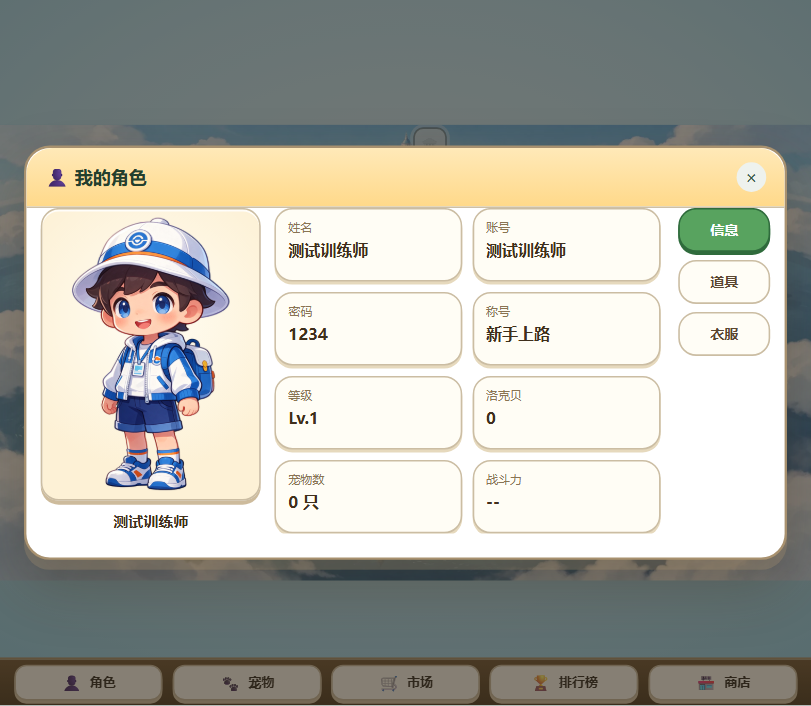 我的角色
×
姓名
测试训练师
账号
测试训练师
密码
1234
称号
新手上路
等级
Lv.1
洛克贝
0
宠物数
0 只
战斗力
--
测试训练师
信息
道具
衣服
角色
宠物
市场
排行榜
商店